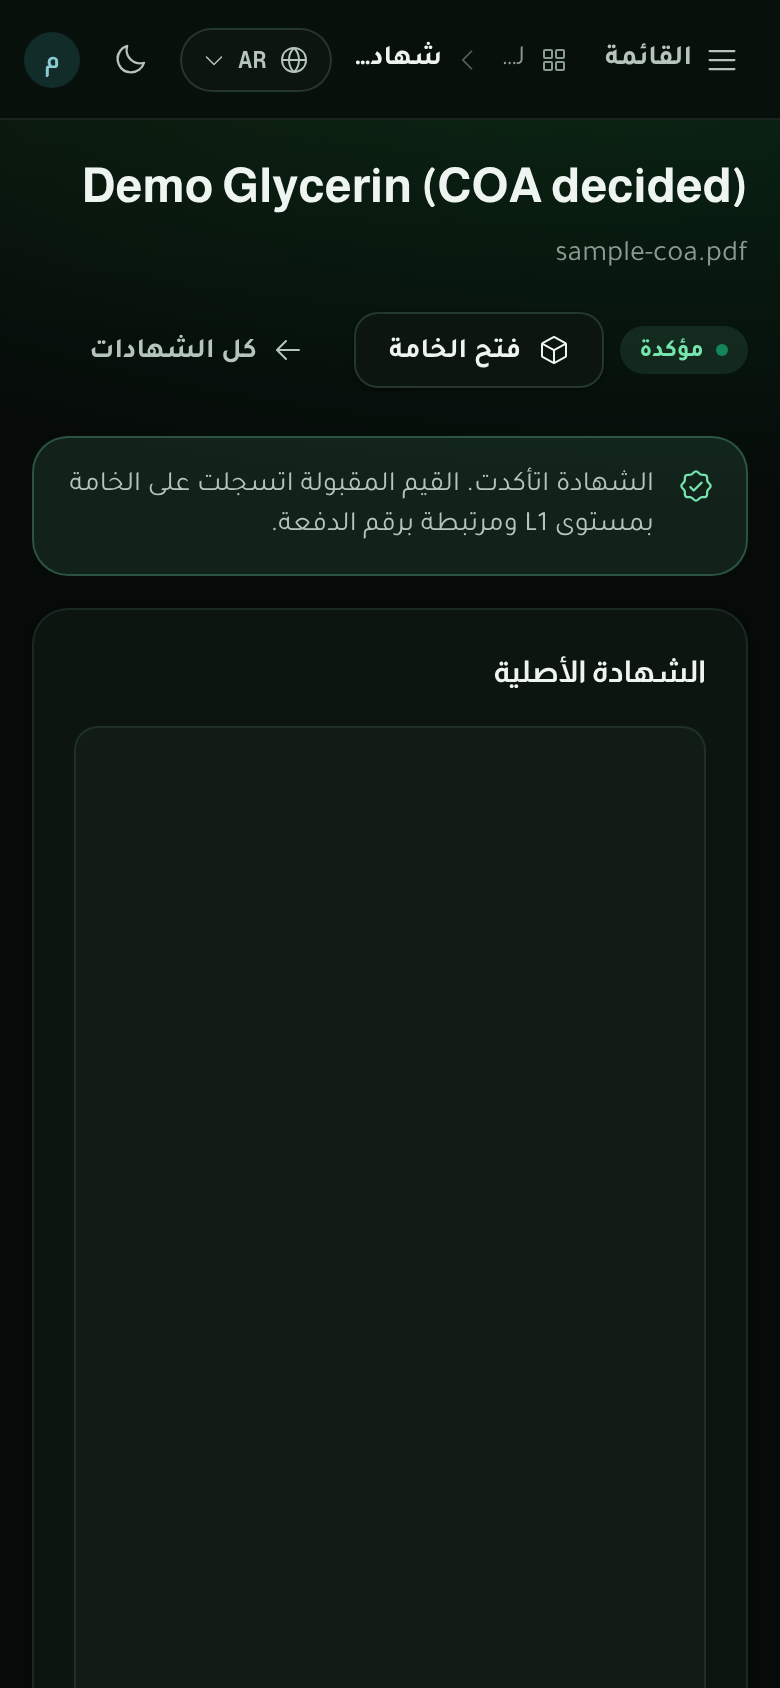 القائمة
لـ...
شهاد...
AR
م
Demo Glycerin (COA decided)
sample-coa.pdf
مؤكدة
فتح الخامة
كل الشهادات
الشهادة اتأكدت. القيم المقبولة اتسجلت على الخامة
بمستوى L1 ومرتبطة برقم الدفعة.
الشهادة الأصلية